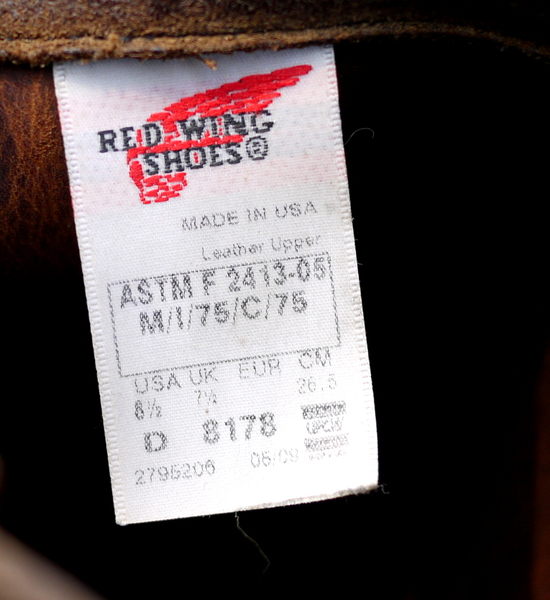 RED WING
SHOES®
MADE IN USA
Leather Upper
ASTM F 2413-05
M/I/75/C/75
USA UK EUR CM
8½ 7½ 26.5
D 8178
2795206 06/09